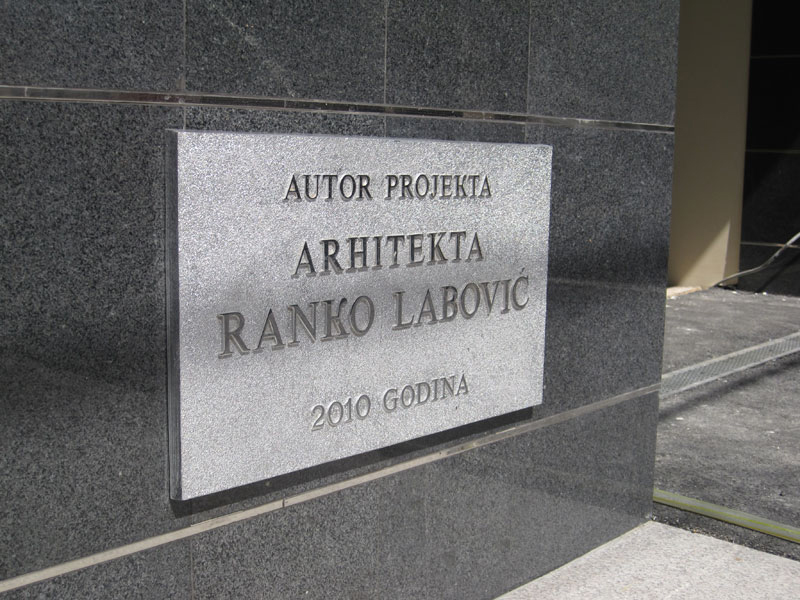 AUTOR PROJEKTA
ARHITEKTA
RANKO LABOVIĆ
2010 GODINA